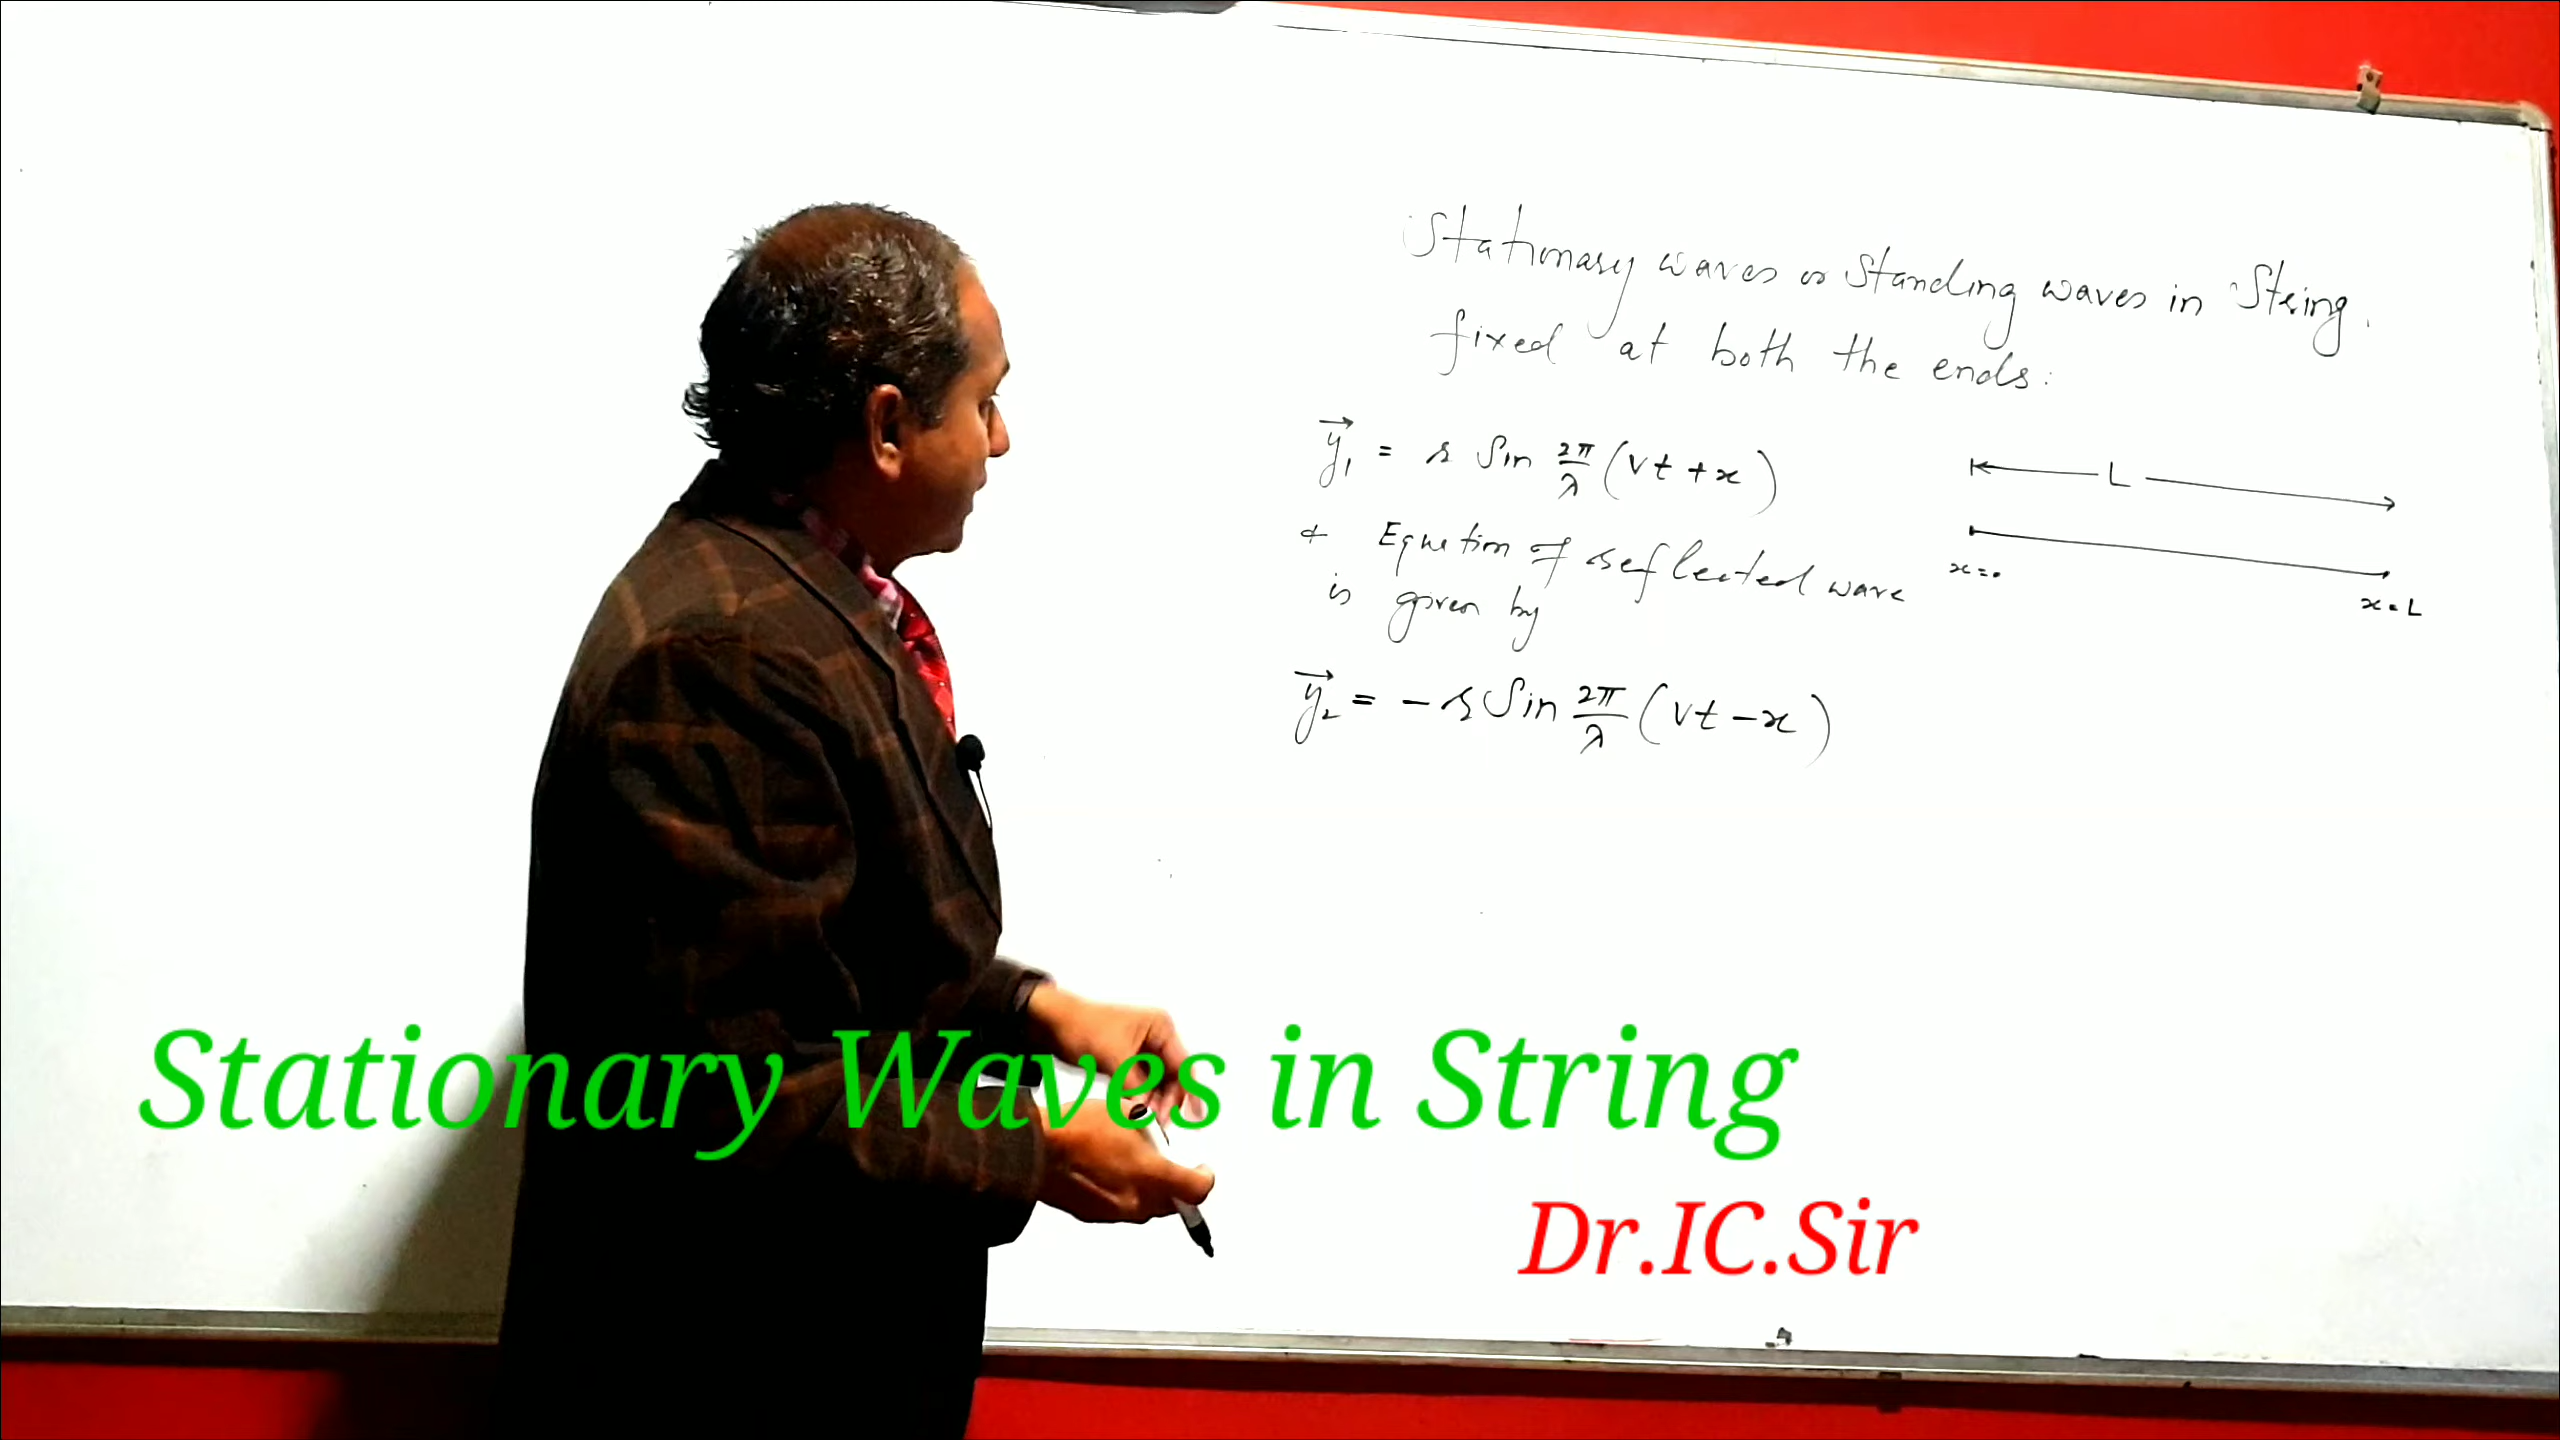 Stationary waves or Standing waves in String
fixed at both the ends:
y₁ = r Sin 2π/λ (vt + x)
L
& Equation of reflected wave
x=0
x=L
is given by
y₂ = - r Sin 2π/λ (vt - x)
Stationary Waves in String
Dr.IC.Sir